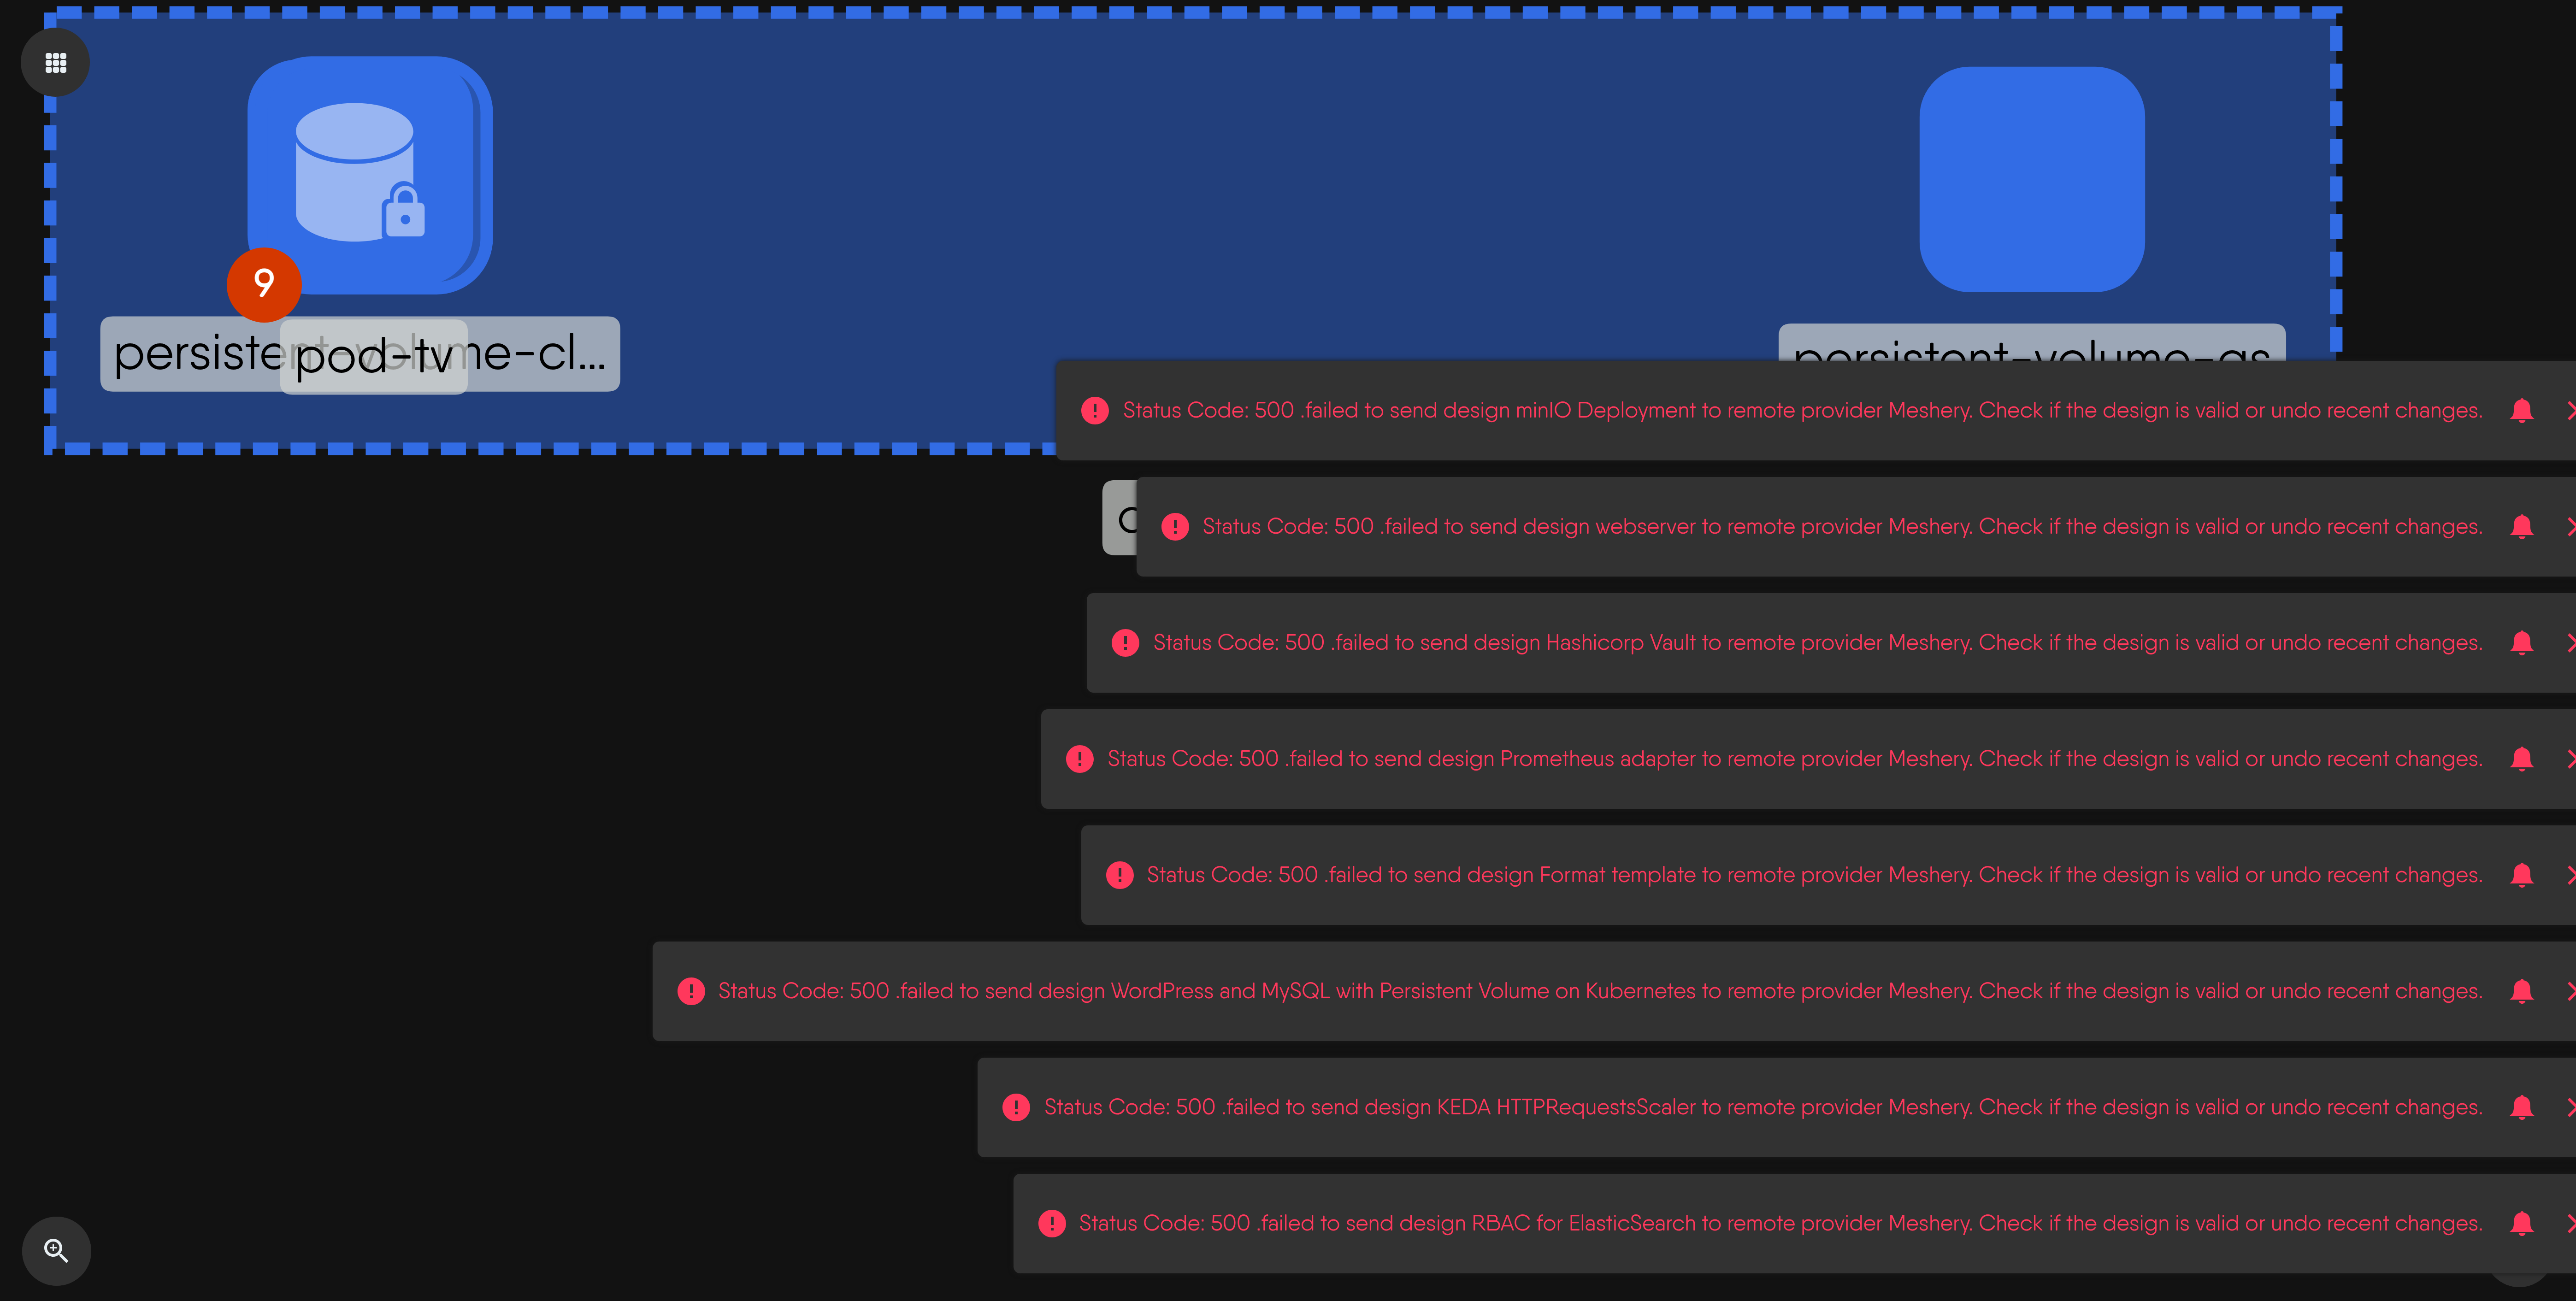 9
persistent-volume-cl...
pod-tv
persistent-volume-as
Status Code: 500 .failed to send design minIO Deployment to remote provider Meshery. Check if the design is valid or undo recent changes.
Status Code: 500 .failed to send design webserver to remote provider Meshery. Check if the design is valid or undo recent changes.
Status Code: 500 .failed to send design Hashicorp Vault to remote provider Meshery. Check if the design is valid or undo recent changes.
Status Code: 500 .failed to send design Prometheus adapter to remote provider Meshery. Check if the design is valid or undo recent changes.
Status Code: 500 .failed to send design Format template to remote provider Meshery. Check if the design is valid or undo recent changes.
Status Code: 500 .failed to send design WordPress and MySQL with Persistent Volume on Kubernetes to remote provider Meshery. Check if the design is valid or undo recent changes.
Status Code: 500 .failed to send design KEDA HTTPRequestsScaler to remote provider Meshery. Check if the design is valid or undo recent changes.
Status Code: 500 .failed to send design RBAC for ElasticSearch to remote provider Meshery. Check if the design is valid or undo recent changes.